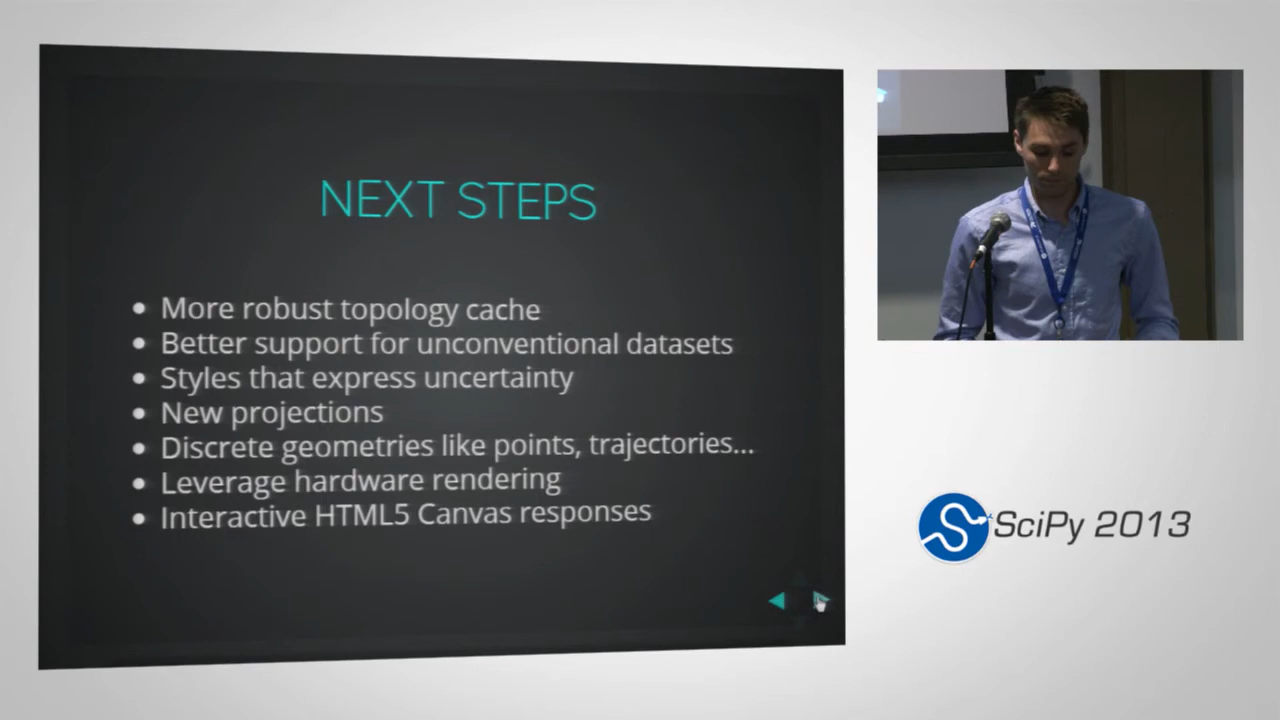 NEXT STEPS
• More robust topology cache
• Better support for unconventional datasets
• Styles that express uncertainty
• New projections
• Discrete geometries like points, trajectories...
• Leverage hardware rendering
• Interactive HTML5 Canvas responses
SciPy 2013